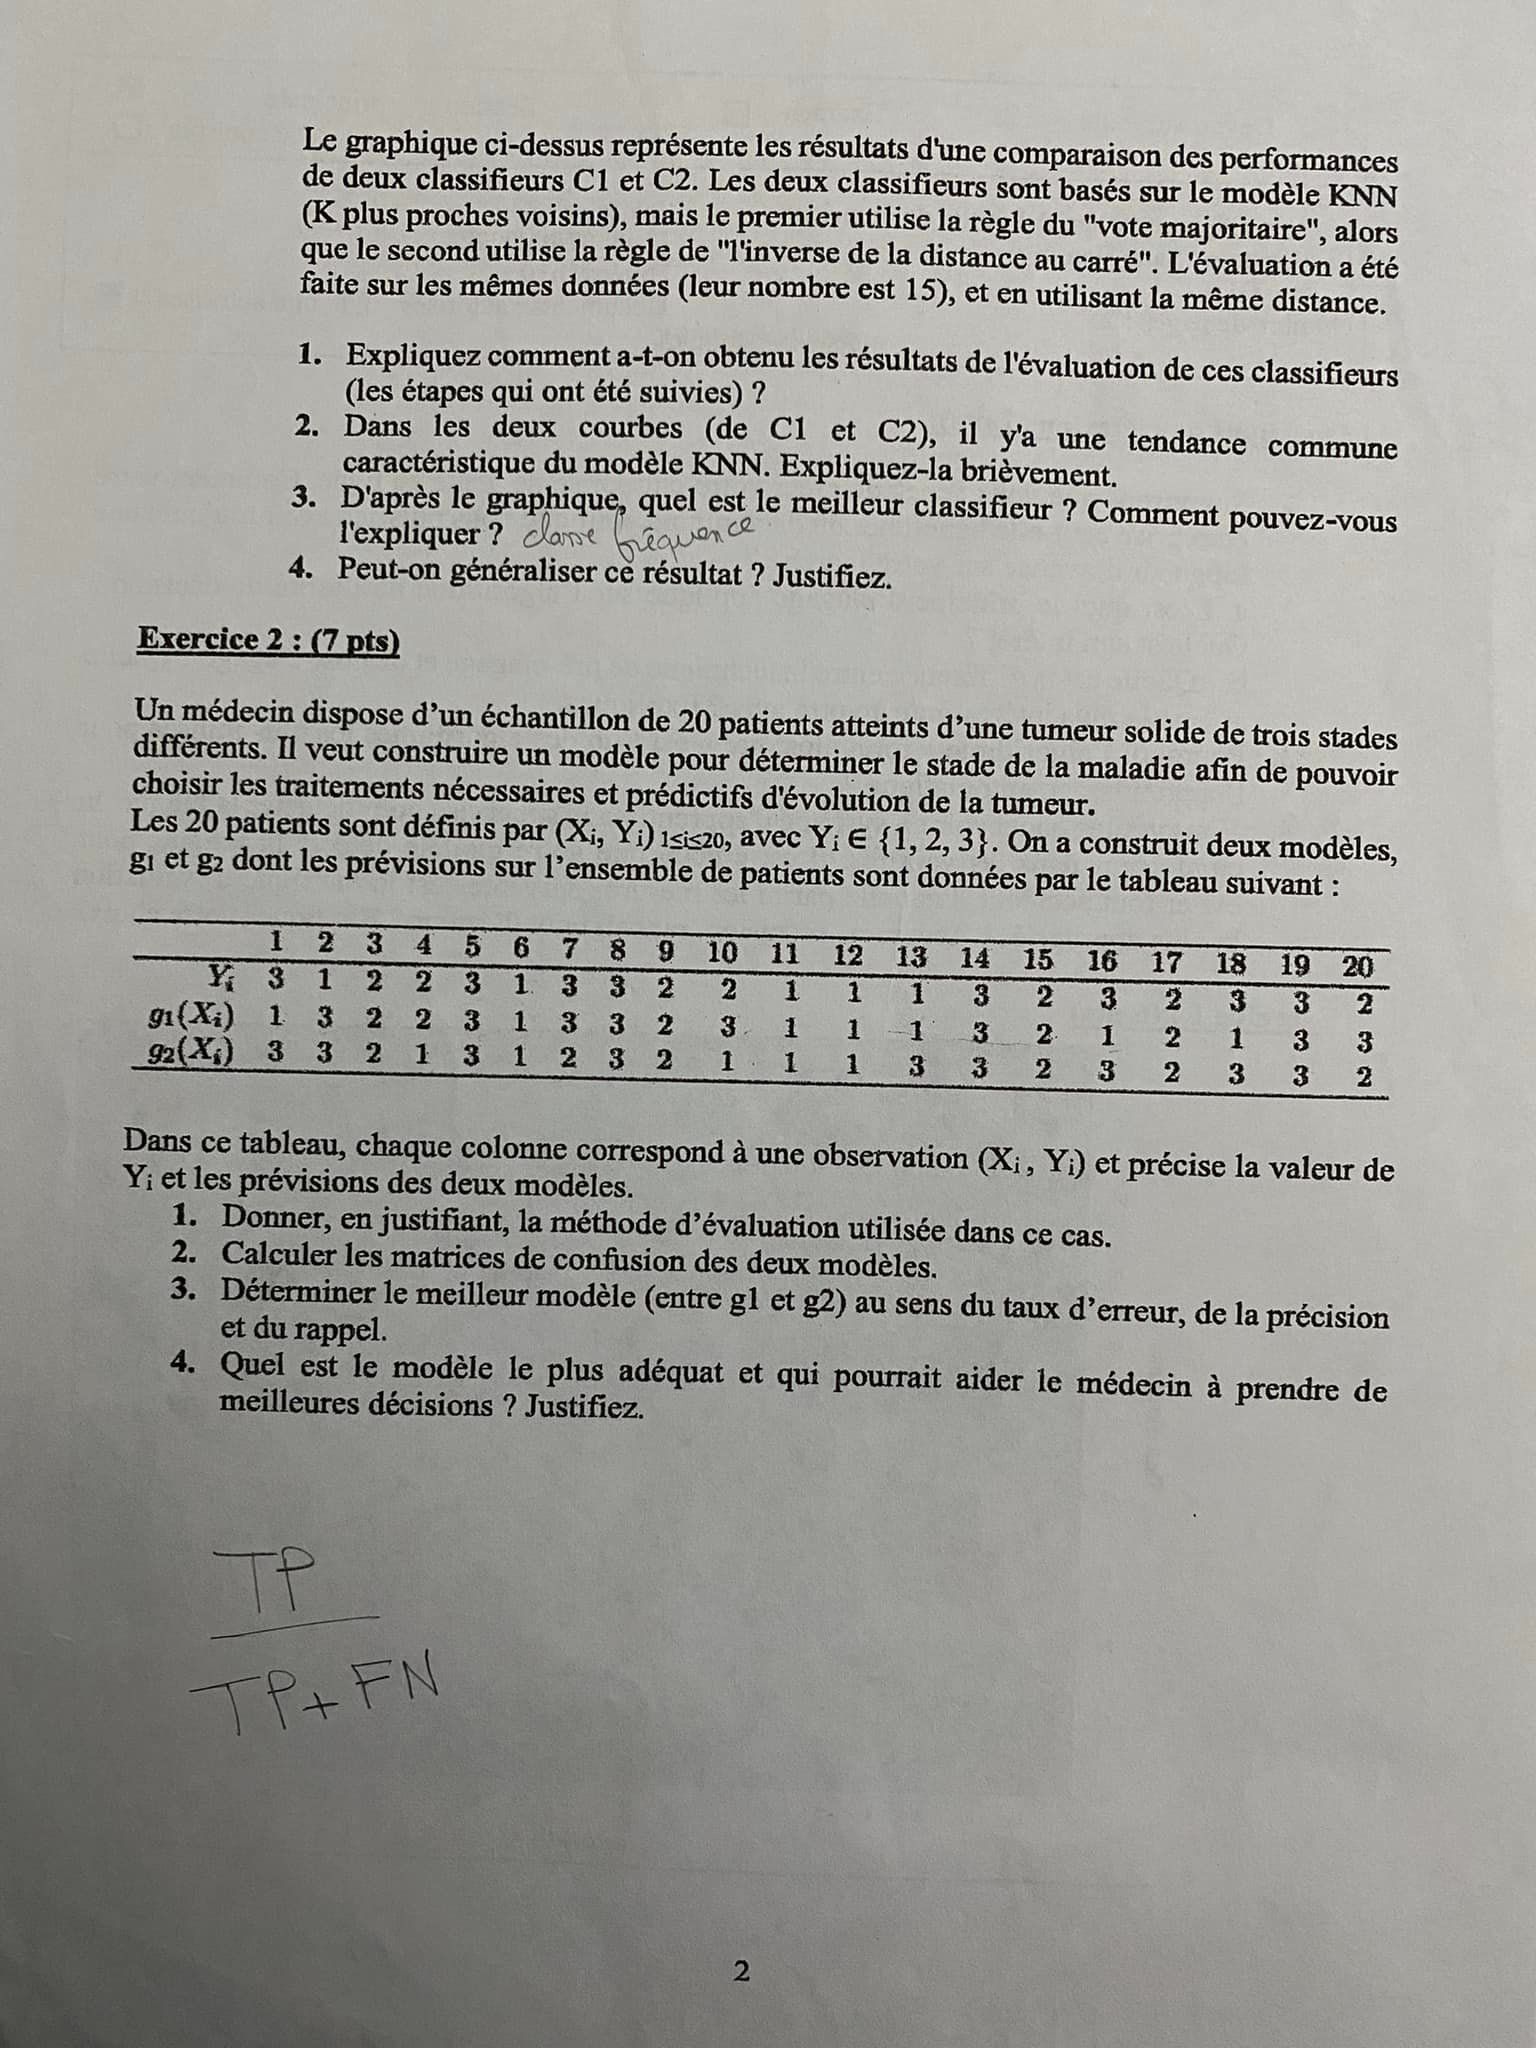 Le graphique ci-dessus représente les résultats d'une comparaison des performances
de deux classifieurs C1 et C2. Les deux classifieurs sont basés sur le modèle KNN
(K plus proches voisins), mais le premier utilise la règle du "vote majoritaire", alors
que le second utilise la règle de "l'inverse de la distance au carré". L'évaluation a été
faite sur les mêmes données (leur nombre est 15), et en utilisant la même distance.
1. Expliquez comment a-t-on obtenu les résultats de l'évaluation de ces classifieurs
(les étapes qui ont été suivies) ?
2. Dans les deux courbes (de C1 et C2), il y'a une tendance commune
caractéristique du modèle KNN. Expliquez-la brièvement.
3. D'après le graphique, quel est le meilleur classifieur ? Comment pouvez-vous
l'expliquer ? classe fréquence
4. Peut-on généraliser ce résultat ? Justifiez.
Exercice 2 : (7 pts)
Un médecin dispose d’un échantillon de 20 patients atteints d’une tumeur solide de trois stades
différents. Il veut construire un modèle pour déterminer le stade de la maladie afin de pouvoir
choisir les traitements nécessaires et prédictifs d'évolution de la tumeur.
Les 20 patients sont définis par (Xi, Yi) 1≤i≤20, avec Yi ∈ {1, 2, 3}. On a construit deux modèles,
g1 et g2 dont les prévisions sur l’ensemble de patients sont données par le tableau suivant :
1 2 3 4 5 6 7 8 9 10 11 12 13 14 15 16 17 18 19 20
Yi 3 1 2 2 3 1 3 3 2 2 1 1 1 3 2 3 2 3 3 2
g1(Xi) 1 3 2 2 3 1 3 3 2 3 1 1 1 3 2 1 2 1 3 3
g2(Xi) 3 3 2 1 3 1 2 3 2 1 1 1 3 3 2 3 2 3 3 2
Dans ce tableau, chaque colonne correspond à une observation (Xi , Yi) et précise la valeur de
Yi et les prévisions des deux modèles.
1. Donner, en justifiant, la méthode d’évaluation utilisée dans ce cas.
2. Calculer les matrices de confusion des deux modèles.
3. Déterminer le meilleur modèle (entre g1 et g2) au sens du taux d’erreur, de la précision
et du rappel.
4. Quel est le modèle le plus adéquat et qui pourrait aider le médecin à prendre de
meilleures décisions ? Justifiez.
TP
TP+FN
2